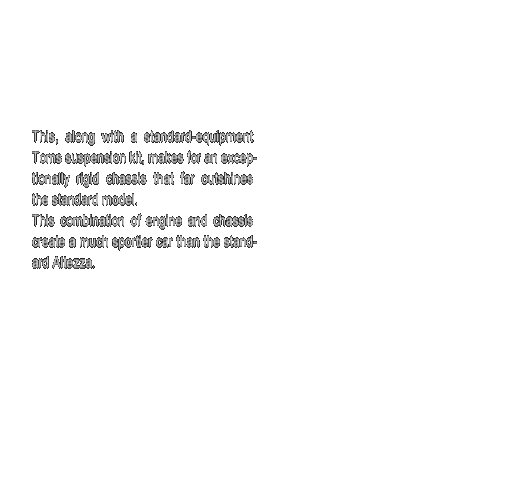 This, along with a standard-equipment
Toms suspension kit, makes for an excep-
tionally rigid chassis that far outshines
the standard model.
This combination of engine and chassis
create a much sportier car than the stand-
ard Altezza.